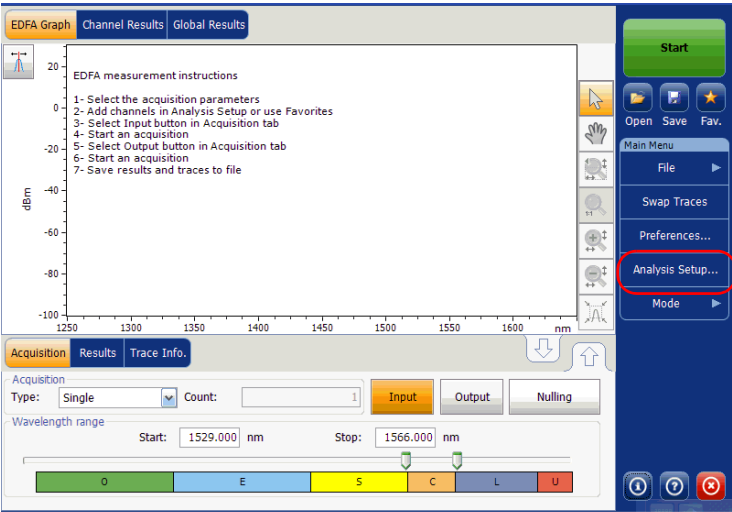 EDFA Graph Channel Results Global Results
EDFA measurement instructions
1- Select the acquisition parameters
2- Add channels in Analysis Setup or use Favorites
3- Select Input button in Acquisition tab
4- Start an acquisition
5- Select Output button in Acquisition tab
6- Start an acquisition
7- Save results and traces to file
dBm
20
0
-20
-40
-60
-80
-100
1250 1300 1350 1400 1450 1500 1550 1600 nm
1:1
Start
Open Save Fav.
Main Menu
File
Swap Traces
Preferences...
Analysis Setup...
Mode
Acquisition Results Trace Info.
Acquisition
Type: Single Count: 1 Input Output Nulling
Wavelength range
Start: 1529.000 nm Stop: 1566.000 nm
O E S C L U